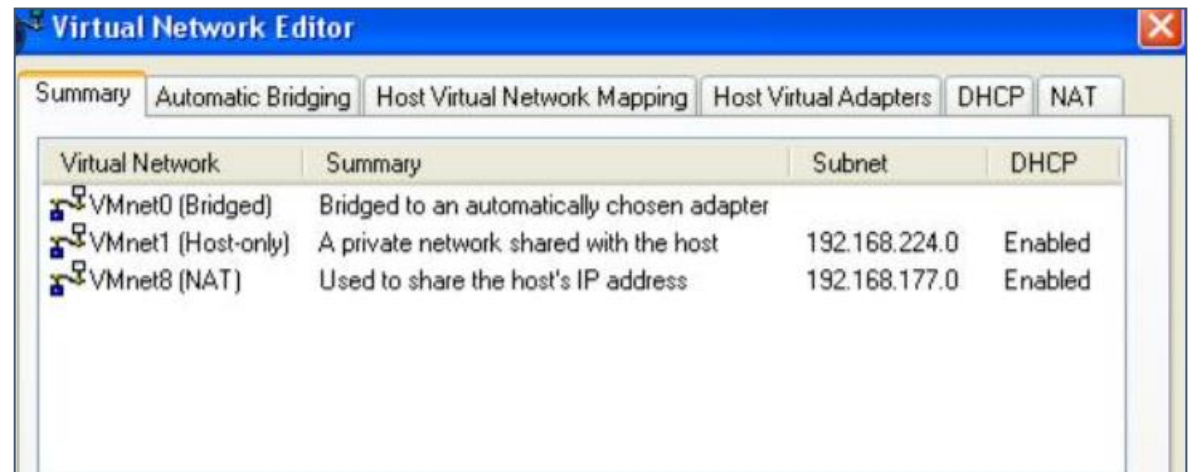 Virtual Network Editor
Summary Automatic Bridging Host Virtual Network Mapping Host Virtual Adapters DHCP NAT
Virtual Network Summary Subnet DHCP
VMnet0 (Bridged) Bridged to an automatically chosen adapter
VMnet1 (Host-only) A private network shared with the host 192.168.224.0 Enabled
VMnet8 (NAT) Used to share the host's IP address 192.168.177.0 Enabled